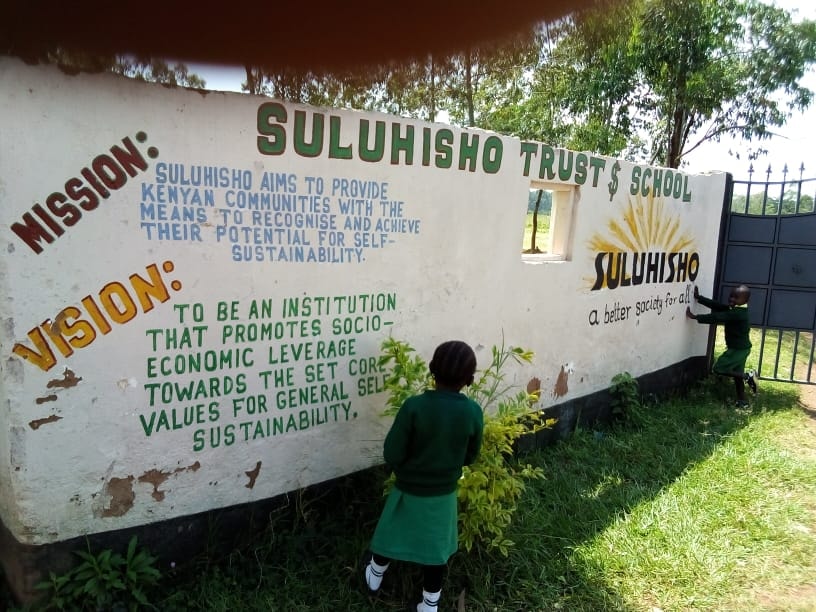 SULUHISHO TRUST $ SCHOOL
MISSION:
SULUHISHO AIMS TO PROVIDE
KENYAN COMMUNITIES WITH THE
MEANS TO RECOGNISE AND ACHIEVE
THEIR POTENTIAL FOR SELF-
SUSTAINABILITY.
VISION:
TO BE AN INSTITUTION
THAT PROMOTES SOCIO-
ECONOMIC LEVERAGE
TOWARDS THE SET CORE
VALUES FOR GENERAL SELF
SUSTAINABILITY.
SULUHISHO
a better society for all